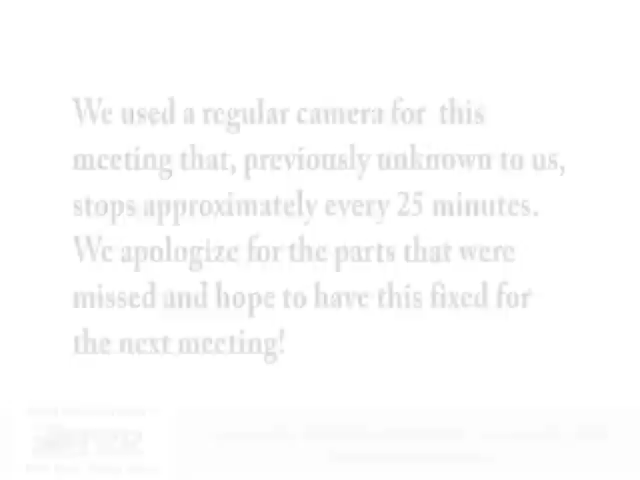 We used a regular camera for this
meeting that, previously unknown to us,
stops approximately every 25 minutes.
We apologize for the parts that were
missed and hope to have this fixed for
the next meeting!